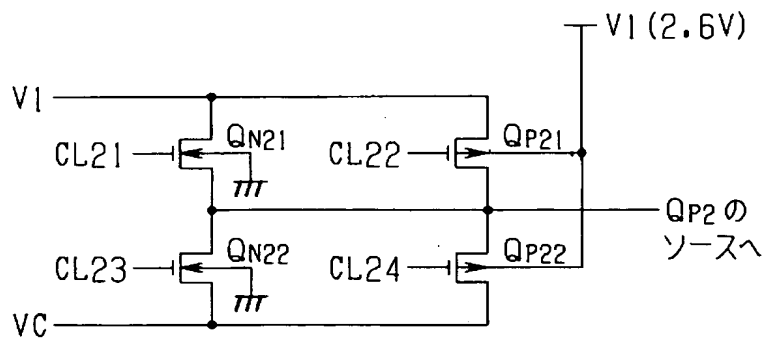 V1(2.6V)
V1
CL21
QN21
CL22
QP21
QP2の
ソースへ
CL23
QN22
CL24
QP22
VC